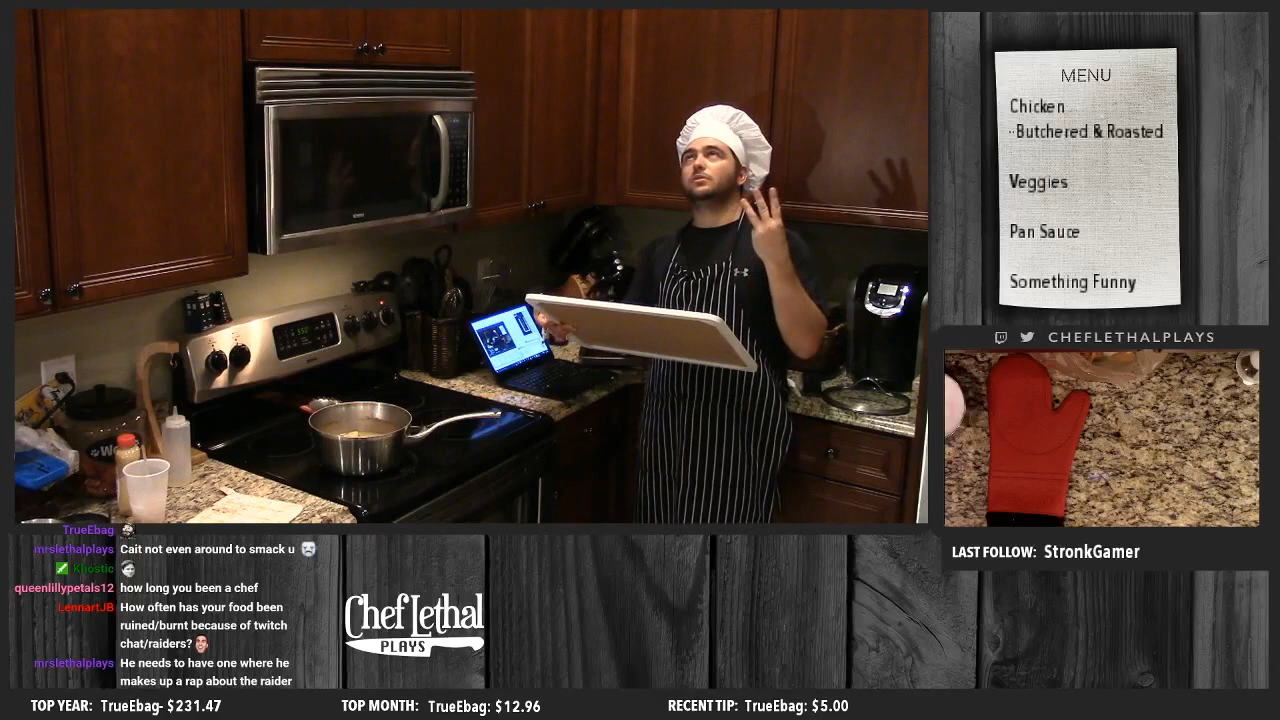 MENU
Chicken
--Butchered & Roasted
Veggies
Pan Sauce
Something Funny
CHEFLETHALPLAYS
LAST FOLLOW: StronkGamer
TrueEbag
mrslethalplays Cait not even around to smack u
Khostic
queenlillypetals12 how long you been a chef
LennartJB How often has your food been
ruined/burnt because of twitch
chat/raiders?
mrslethalplays He needs to have one where he
makes up a rap about the raider
Chef Lethal
PLAYS
TOP YEAR: TrueEbag- $231.47
TOP MONTH: TrueEbag: $12.96
RECENT TIP: TrueEbag: $5.00